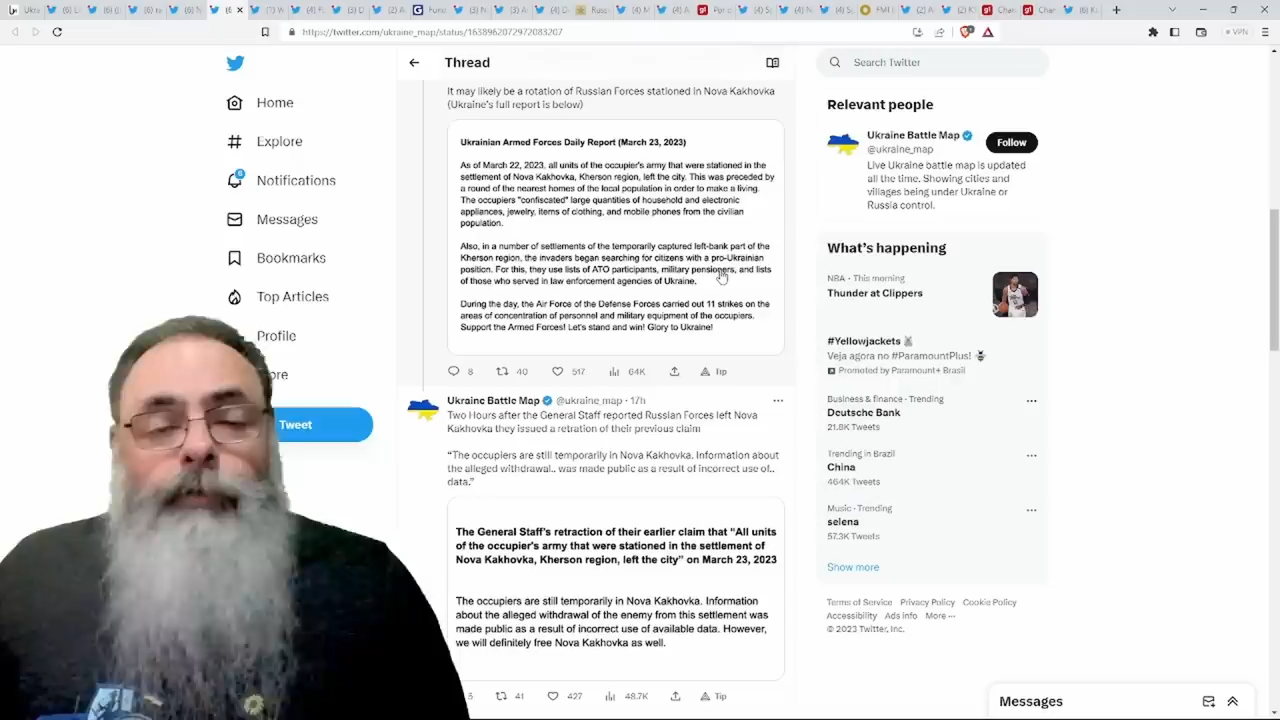 https://twitter.com/ukraine_map/status/1638962072972083207
VPN
Home
Explore
6
Notifications
Messages
Bookmarks
Top Articles
Profile
Tweet
Thread
It may likely be a rotation of Russian Forces stationed in Nova Kakhovka
(Ukraine's full report is below)
Ukrainian Armed Forces Daily Report (March 23, 2023)
As of March 22, 2023, all units of the occupier's army that were stationed in the
settlement of Nova Kakhovka, Kherson region, left the city. This was preceded by
a round of the nearest homes of the local population in order to make a living.
The occupiers "confiscated" large quantities of household and electronic
appliances, jewelry, items of clothing, and mobile phones from the civilian
population.
Also, in a number of settlements of the temporarily captured left-bank part of the
Kherson region, the invaders began searching for citizens with a pro-Ukrainian
position. For this, they use lists of ATO participants, military pensioners, and lists
of those who served in law enforcement agencies of Ukraine.
During the day, the Air Force of the Defense Forces carried out 11 strikes on the
areas of concentration of personnel and military equipment of the occupiers.
Support the Armed Forces! Let's stand and win! Glory to Ukraine!
8 40 517 64K Tip
Ukraine Battle Map @ukraine_map · 17h
Two Hours after the General Staff reported Russian Forces left Nova
Kakhovka they issued a retration of their previous claim
"The occupiers are still temporarily in Nova Kakhovka. Information about
the alleged withdrawal.. was made public as a result of incorrect use of..
data."
The General Staff's retraction of their earlier claim that "All units
of the occupier's army that were stationed in the settlement of
Nova Kakhovka, Kherson region, left the city" on March 23, 2023
The occupiers are still temporarily in Nova Kakhovka. Information
about the alleged withdrawal of the enemy from this settlement was
made public as a result of incorrect use of available data. However,
we will definitely free Nova Kakhovka as well.
41 427 48.7K Tip
Search Twitter
Relevant people
Ukraine Battle Map
@ukraine_map
Follow
Live Ukraine battle map is updated
all the time. Showing cities and
villages being under Ukraine or
Russia control.
What's happening
NBA · This morning
Thunder at Clippers
#Yellowjackets
Veja agora no #ParamountPlus!
Promoted by Paramount+ Brasil
Business & finance · Trending
Deutsche Bank
21.8K Tweets
Trending in Brazil
China
464K Tweets
Music · Trending
selena
57.3K Tweets
Show more
Terms of Service Privacy Policy Cookie Policy
Accessibility Ads info More ···
© 2023 Twitter, Inc.
Messages